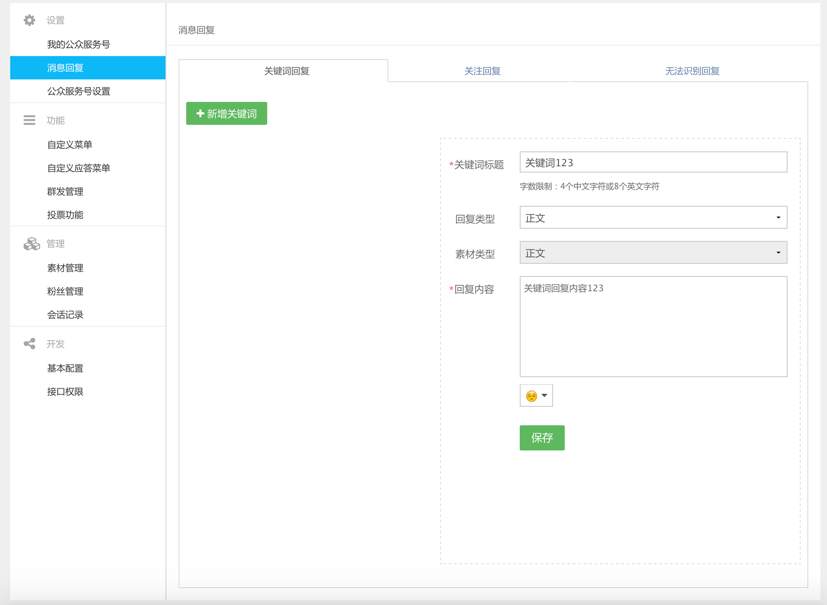 设置
我的公众服务号
消息回复
公众服务号设置
功能
自定义菜单
自定义应答菜单
群发管理
投票功能
管理
素材管理
粉丝管理
会话记录
开发
基本配置
接口权限
消息回复
关键词回复 关注回复 无法识别回复
新增关键词
*关键词标题 关键词123
字数限制：4个中文字符或8个英文字符
回复类型 正文
素材类型 正文
*回复内容 关键词回复内容123
保存